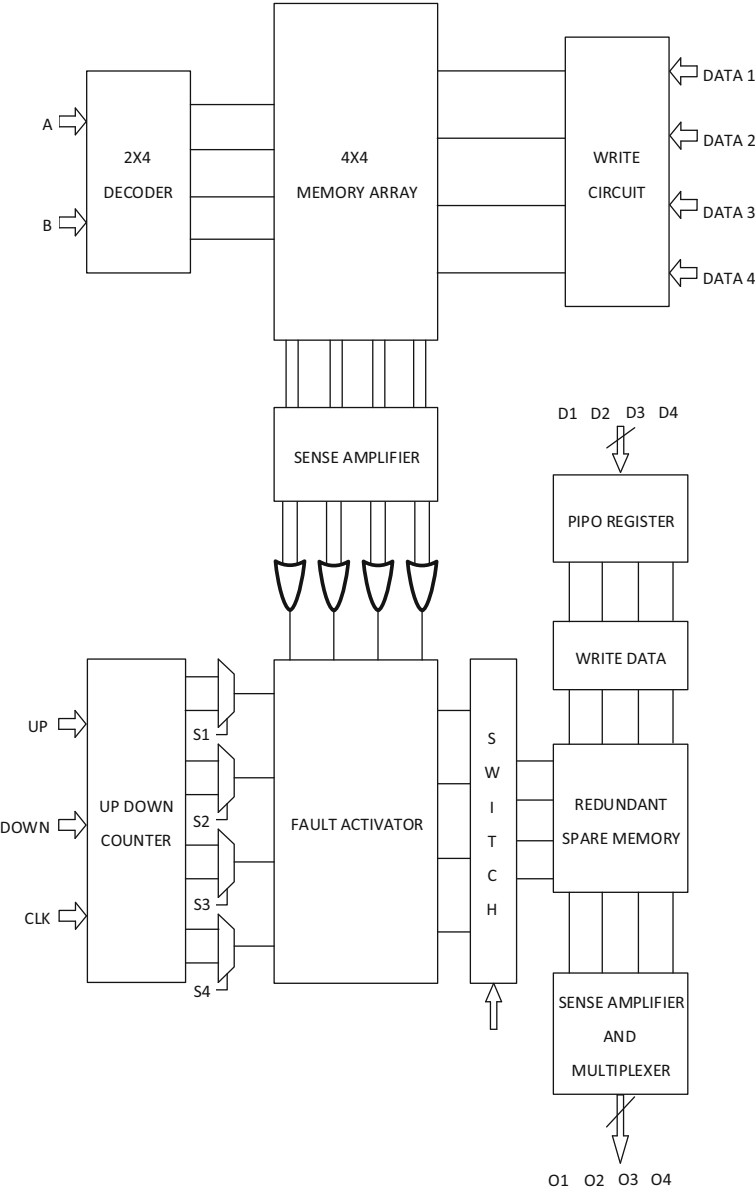 A
B
2X4
DECODER
4X4
MEMORY ARRAY
WRITE
CIRCUIT
DATA 1
DATA 2
DATA 3
DATA 4
SENSE AMPLIFIER
D1 D2 D3 D4
PIPO REGISTER
WRITE DATA
UP
DOWN
CLK
UP DOWN
COUNTER
S1
S2
S3
S4
FAULT ACTIVATOR
S
W
I
T
C
H
REDUNDANT
SPARE MEMORY
SENSE AMPLIFIER
AND
MULTIPLEXER
O1 O2 O3 O4